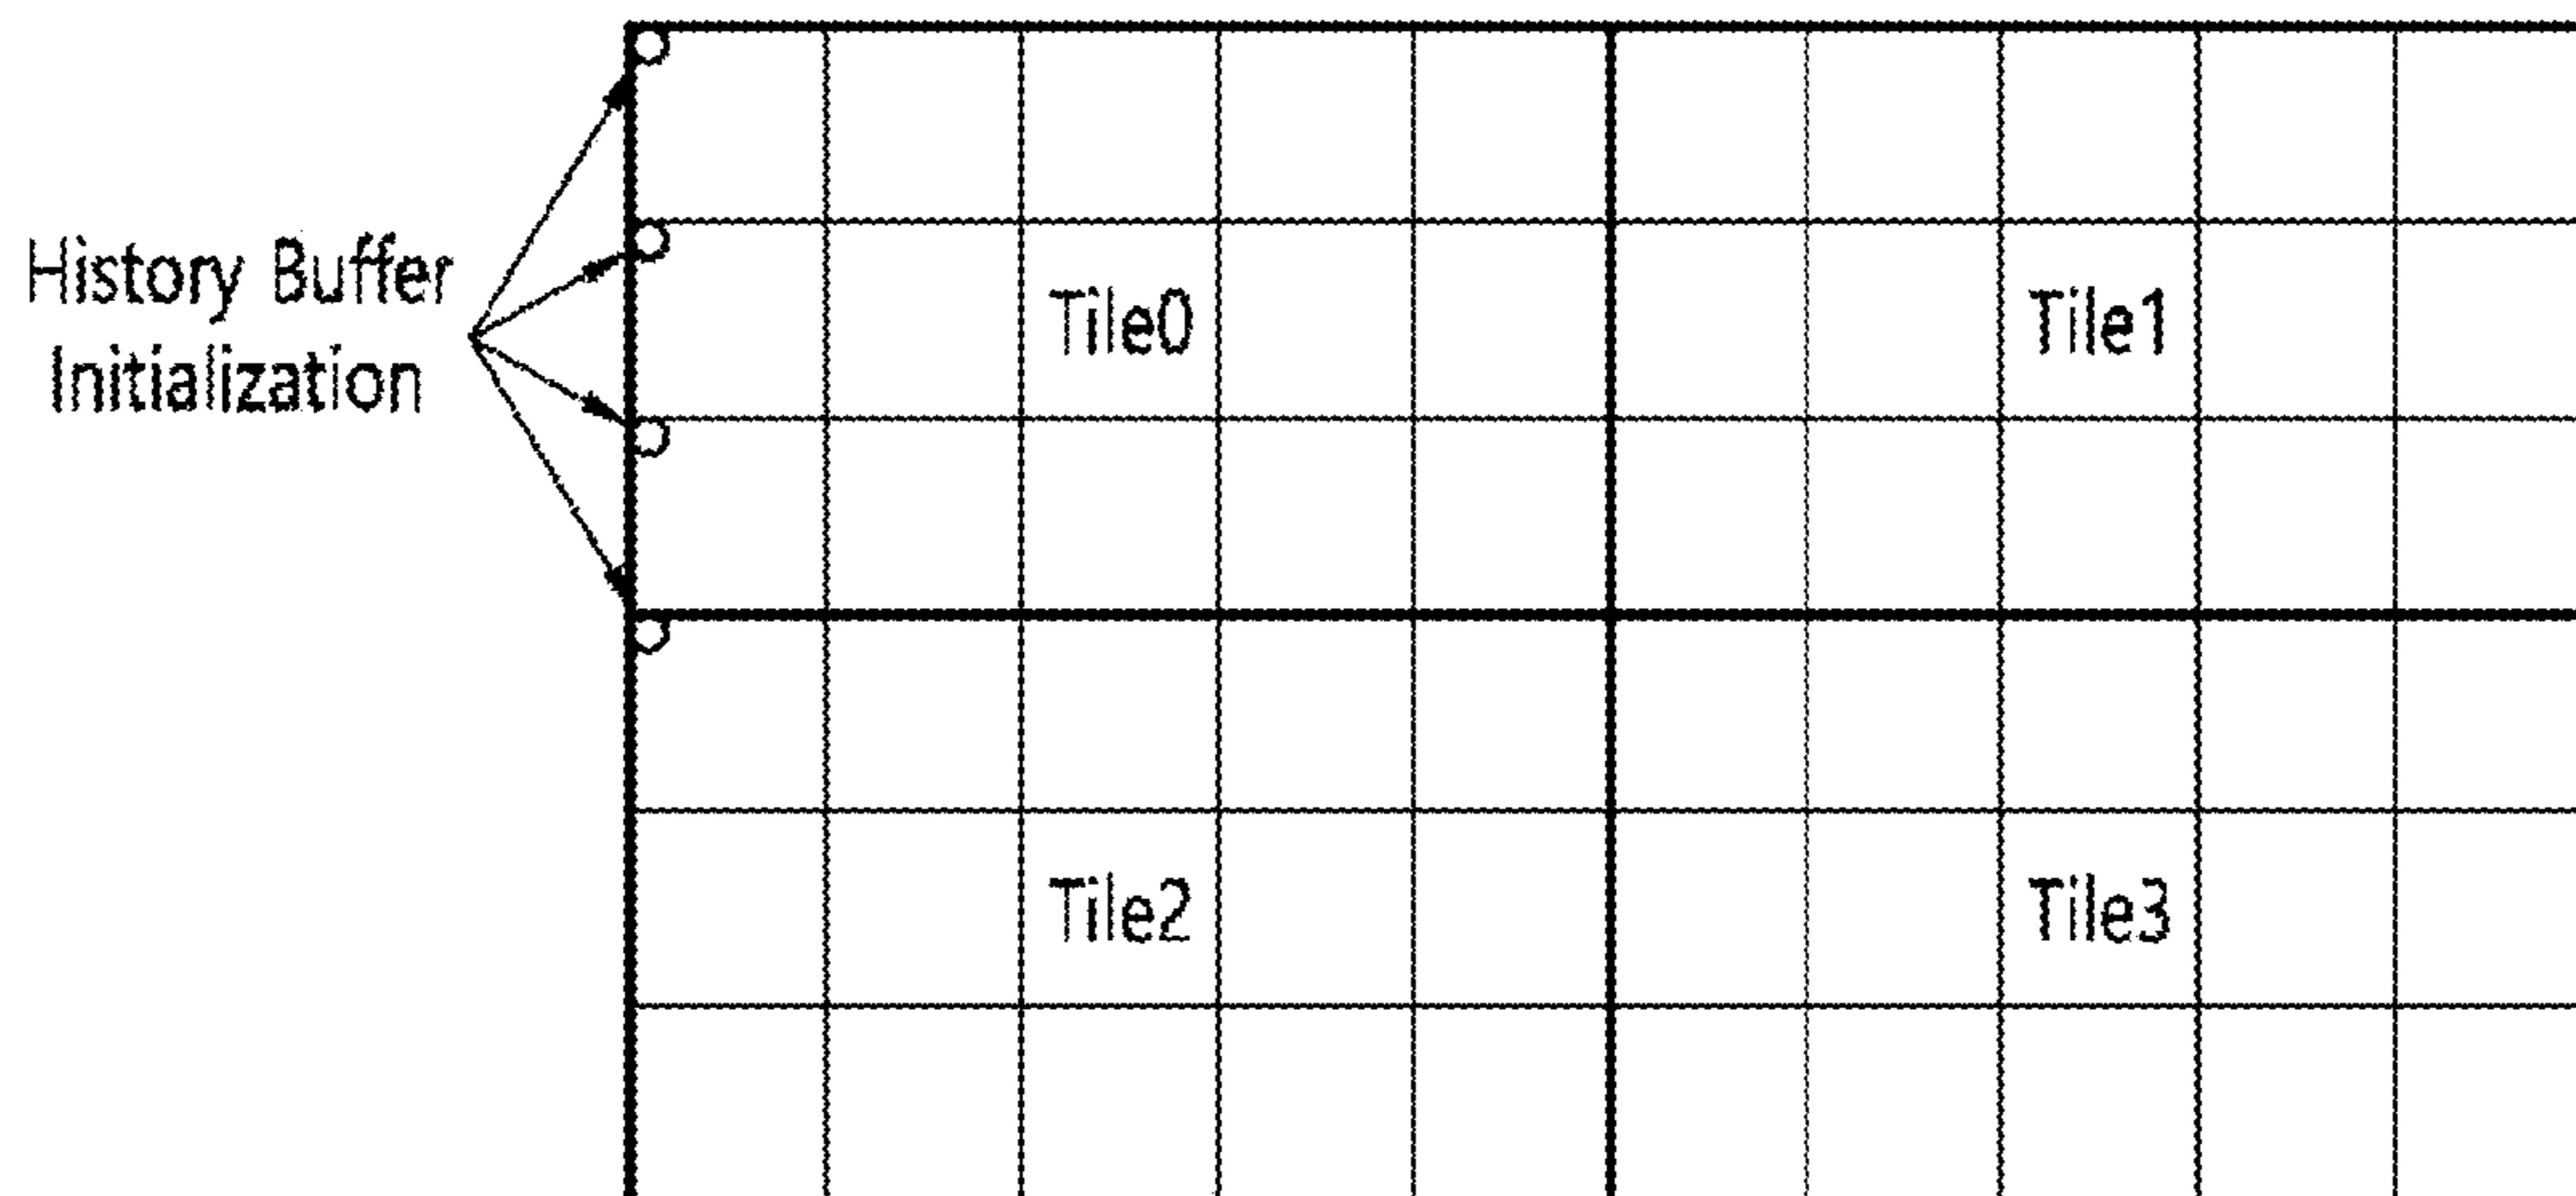 History Buffer
Initialization
Tile0
Tile1
Tile2
Tile3